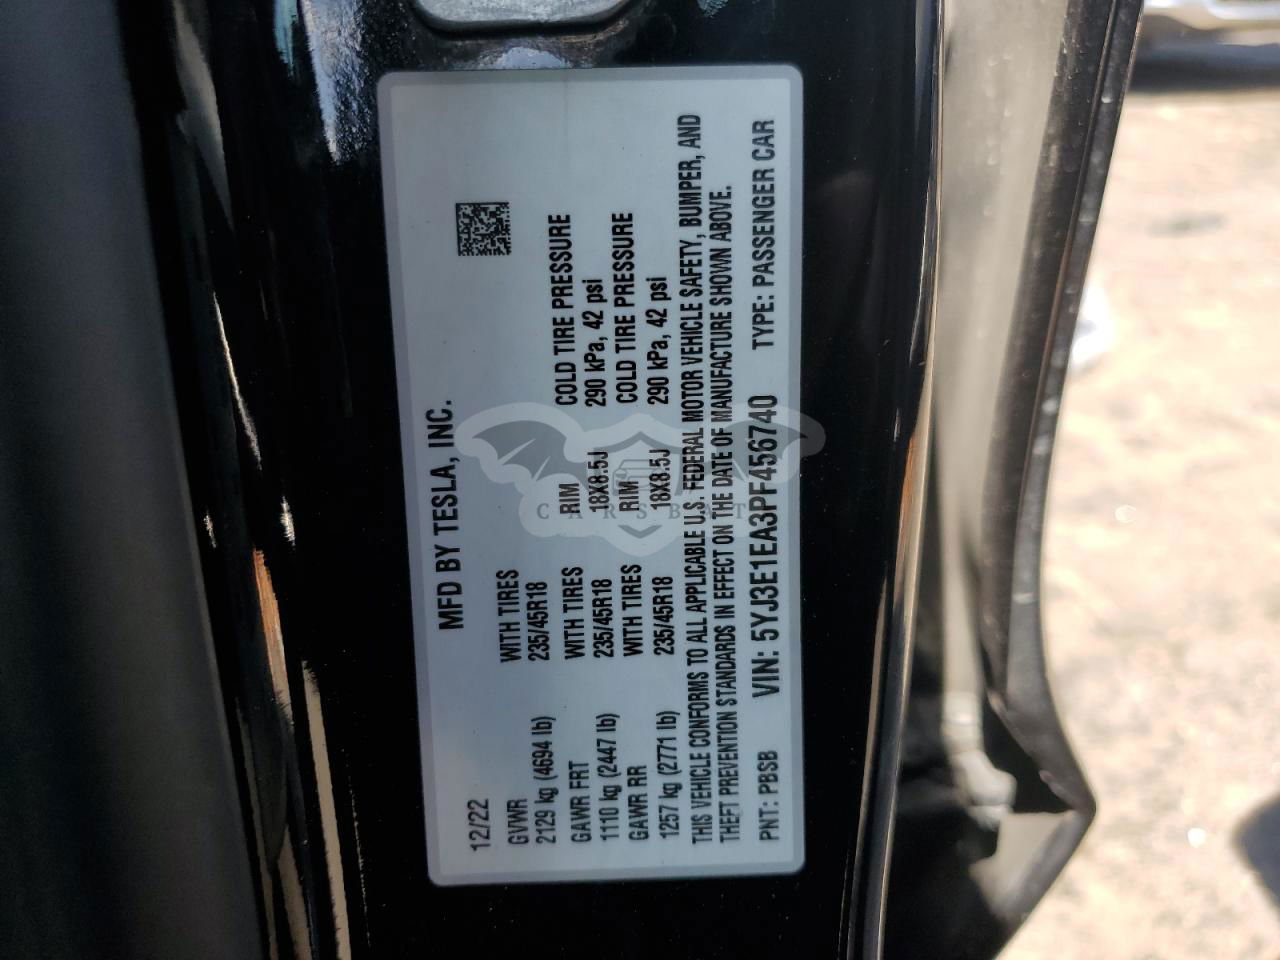 MFD BY TESLA, INC.
12/22
GVWR WITH TIRES RIM COLD TIRE PRESSURE
2129 kg (4694 lb) 235/45R18 18X8.5J 290 kPa, 42 psi
GAWR FRT WITH TIRES RIM COLD TIRE PRESSURE
1110 kg (2447 lb) 235/45R18 18X8.5J 290 kPa, 42 psi
GAWR RR WITH TIRES
1257 kg (2771 lb) 235/45R18
THIS VEHICLE CONFORMS TO ALL APPLICABLE U.S. FEDERAL MOTOR VEHICLE SAFETY, BUMPER, AND
THEFT PREVENTION STANDARDS IN EFFECT ON THE DATE OF MANUFACTURE SHOWN ABOVE.
PNT: PBSB VIN: 5YJ3E1EA3PF456740 TYPE: PASSENGER CAR
CARSBAT